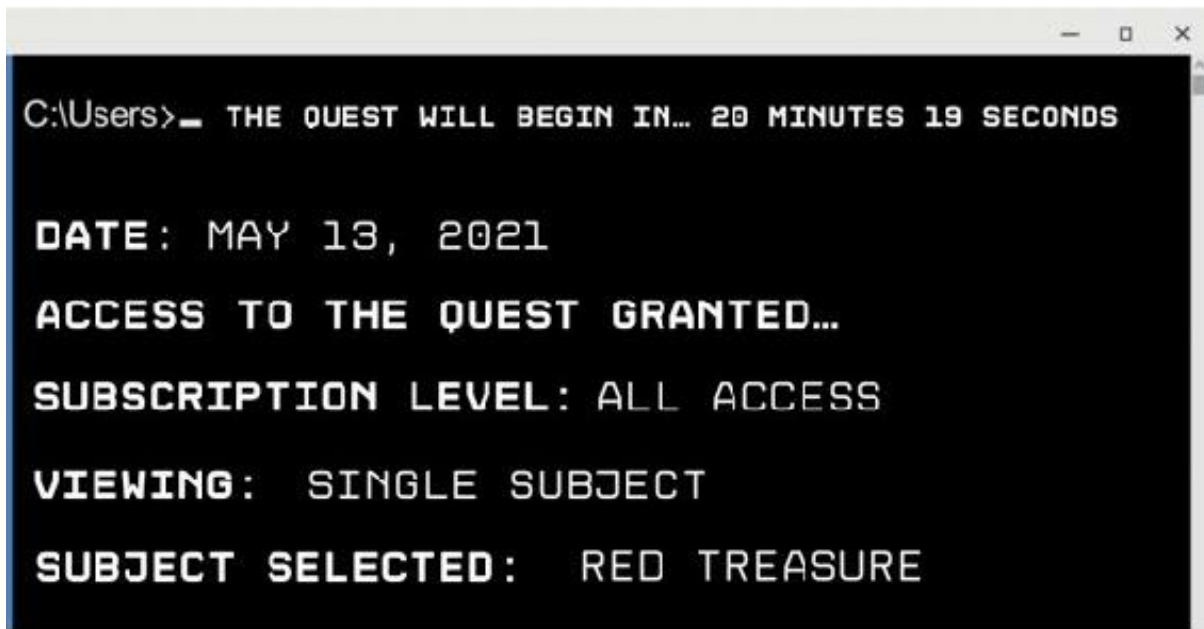 C:\Users>_ THE QUEST WILL BEGIN IN… 20 MINUTES 19 SECONDS
DATE: MAY 13, 2021
ACCESS TO THE QUEST GRANTED…
SUBSCRIPTION LEVEL: ALL ACCESS
VIEWING: SINGLE SUBJECT
SUBJECT SELECTED: RED TREASURE